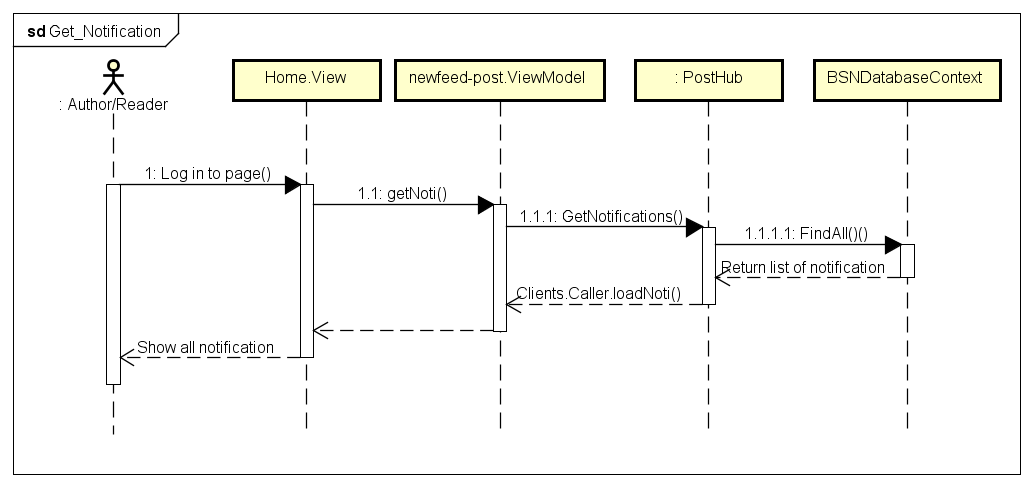 sd Get_Notification
: Author/Reader
Home.View
newfeed-post.ViewModel
: PostHub
BSNDatabaseContext
1: Log in to page()
1.1: getNoti()
1.1.1: GetNotifications()
1.1.1.1: FindAll()()
Return list of notification
Clients.Caller.loadNoti()
Show all notification